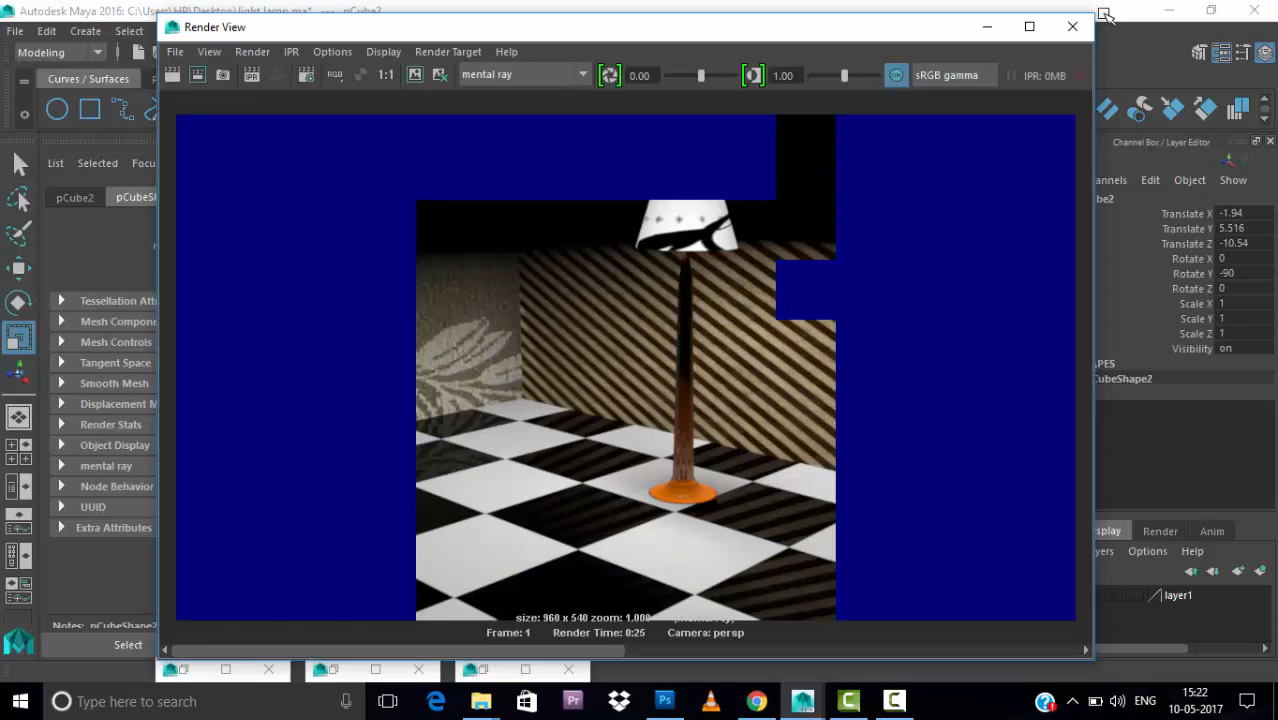 Autodesk Maya 2016: C:\Users\HP\Desktop\light lamp.ma* --- pCube2
Render View
File Edit Create Select
File View Render IPR Options Display Render Target Help
Modeling
RGB 1:1 mental ray 0.00 1.00 ON sRGB gamma IPR: 0MB
Curves / Surfaces
Channel Box / Layer Editor
List Selected
Edit Object Show
pCube2
Translate X -1.94
Translate Y 5.516
Translate Z -10.54
Rotate X 0
Rotate Y -90
Rotate Z 0
Scale X 1
Scale Y 1
Scale Z 1
Visibility on
CubeShape2
Tessellation Att
Mesh Compone
Mesh Controls
Tangent Space
Smooth Mesh
Displacement M
Render Stats
Object Display
mental ray
Node Behavior
UUID
Extra Attributes
Render Anim
Options Help
layer1
size: 960 x 540 zoom: 1.000
Frame: 1 Render Time: 0:25 Camera: persp
Notes: pCubeShape2
Select
Type here to search
ENG
15:22
10-05-2017